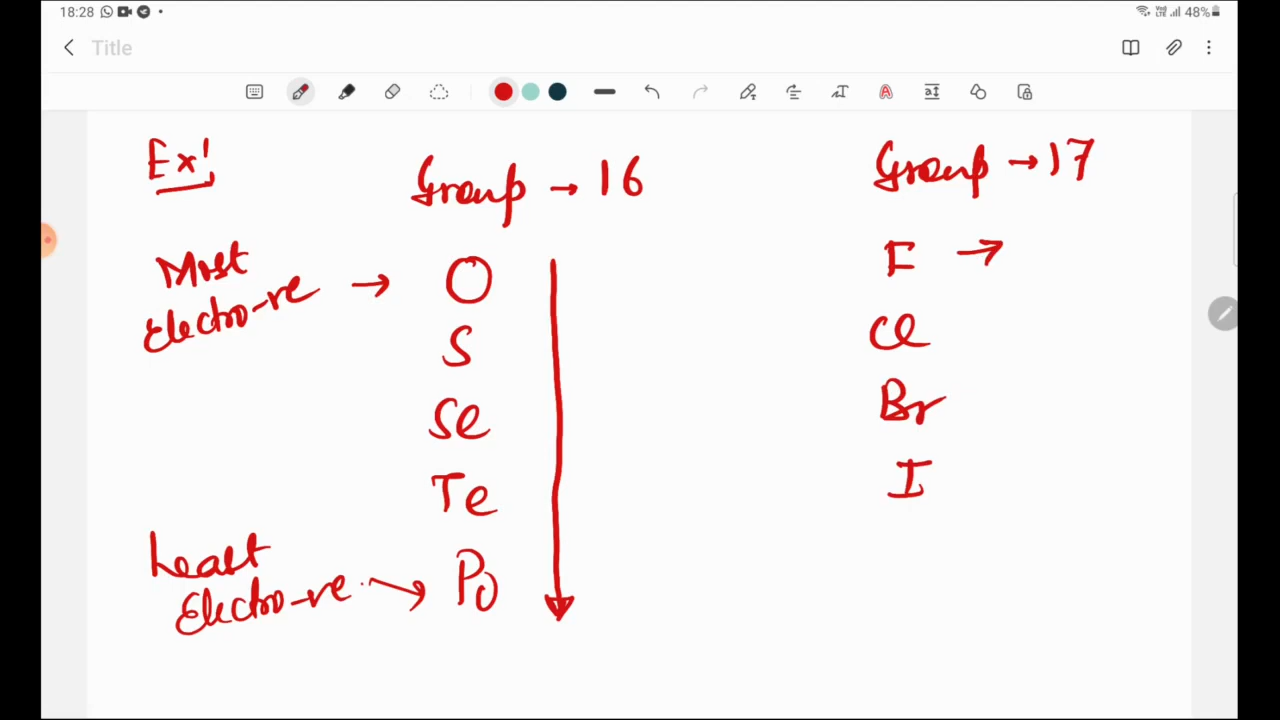 18:28 48%
Title
Ex!
Group → 16
Group → 17
Most
Electro-ve → O
F →
S
Cl
Se
Br
Te
I
Least
Electro-ve → Po